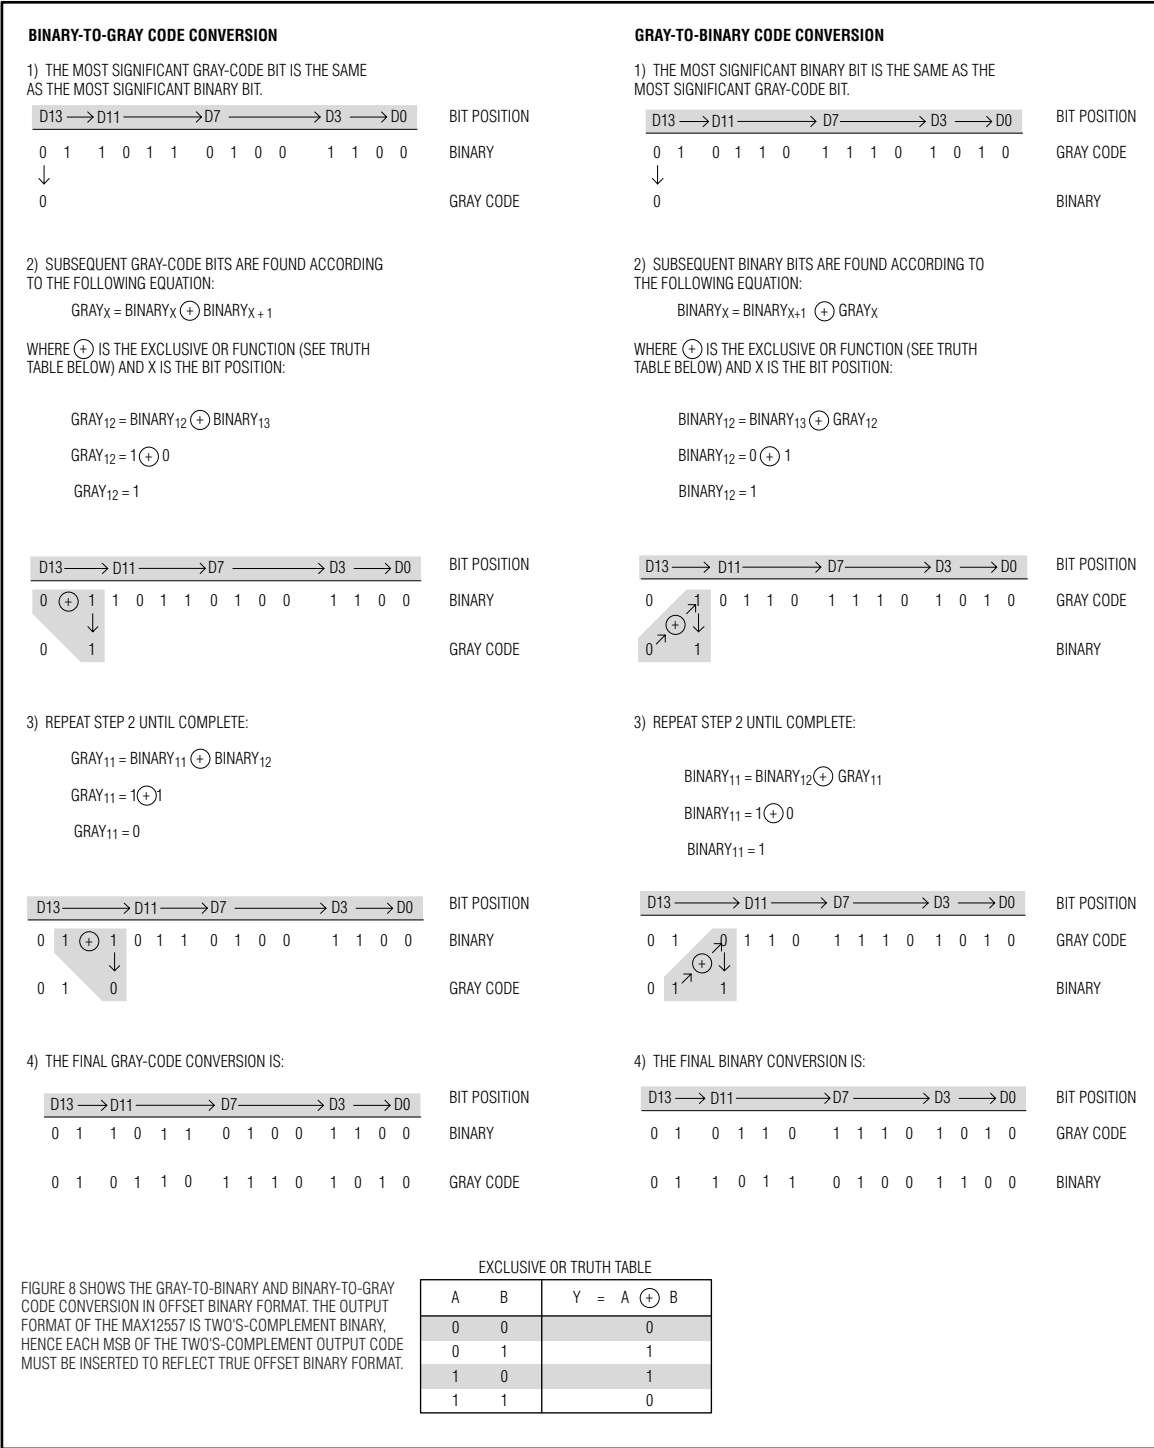 BINARY-TO-GRAY CODE CONVERSION
1) THE MOST SIGNIFICANT GRAY-CODE BIT IS THE SAME
AS THE MOST SIGNIFICANT BINARY BIT.
D13 → D11 → D7 → D3 → D0 BIT POSITION
0 1 1 0 1 1 0 1 0 0 1 1 0 0 BINARY
↓
0 GRAY CODE
2) SUBSEQUENT GRAY-CODE BITS ARE FOUND ACCORDING
TO THE FOLLOWING EQUATION:
GRAYX = BINARYX ⊕ BINARYX + 1
WHERE ⊕ IS THE EXCLUSIVE OR FUNCTION (SEE TRUTH
TABLE BELOW) AND X IS THE BIT POSITION:
GRAY12 = BINARY12 ⊕ BINARY13
GRAY12 = 1 ⊕ 0
GRAY12 = 1
D13 → D11 → D7 → D3 → D0 BIT POSITION
0 ⊕ 1 1 0 1 1 0 1 0 0 1 1 0 0 BINARY
↓
0 1 GRAY CODE
3) REPEAT STEP 2 UNTIL COMPLETE:
GRAY11 = BINARY11 ⊕ BINARY12
GRAY11 = 1 ⊕ 1
GRAY11 = 0
D13 → D11 → D7 → D3 → D0 BIT POSITION
0 1 ⊕ 1 0 1 1 0 1 0 0 1 1 0 0 BINARY
↓
0 1 0 GRAY CODE
4) THE FINAL GRAY-CODE CONVERSION IS:
D13 → D11 → D7 → D3 → D0 BIT POSITION
0 1 1 0 1 1 0 1 0 0 1 1 0 0 BINARY
0 1 0 1 1 0 1 1 1 0 1 0 1 0 GRAY CODE
GRAY-TO-BINARY CODE CONVERSION
1) THE MOST SIGNIFICANT BINARY BIT IS THE SAME AS THE
MOST SIGNIFICANT GRAY-CODE BIT.
D13 → D11 → D7 → D3 → D0 BIT POSITION
0 1 0 1 1 0 1 1 1 0 1 0 1 0 GRAY CODE
↓
0 BINARY
2) SUBSEQUENT BINARY BITS ARE FOUND ACCORDING TO
THE FOLLOWING EQUATION:
BINARYX = BINARYX+1 ⊕ GRAYX
WHERE ⊕ IS THE EXCLUSIVE OR FUNCTION (SEE TRUTH
TABLE BELOW) AND X IS THE BIT POSITION:
BINARY12 = BINARY13 ⊕ GRAY12
BINARY12 = 0 ⊕ 1
BINARY12 = 1
D13 → D11 → D7 → D3 → D0 BIT POSITION
0 1 0 1 1 0 1 1 1 0 1 0 1 0 GRAY CODE
↗ ⊕ ↗ ↓
0 1 BINARY
3) REPEAT STEP 2 UNTIL COMPLETE:
BINARY11 = BINARY12 ⊕ GRAY11
BINARY11 = 1 ⊕ 0
BINARY11 = 1
D13 → D11 → D7 → D3 → D0 BIT POSITION
0 1 0 1 1 0 1 1 1 0 1 0 1 0 GRAY CODE
↗ ⊕ ↗ ↓
0 1 1 BINARY
4) THE FINAL BINARY CONVERSION IS:
D13 → D11 → D7 → D3 → D0 BIT POSITION
0 1 0 1 1 0 1 1 1 0 1 0 1 0 GRAY CODE
0 1 1 0 1 1 0 1 0 0 1 1 0 0 BINARY
FIGURE 8 SHOWS THE GRAY-TO-BINARY AND BINARY-TO-GRAY
CODE CONVERSION IN OFFSET BINARY FORMAT. THE OUTPUT
FORMAT OF THE MAX12557 IS TWO'S-COMPLEMENT BINARY,
HENCE EACH MSB OF THE TWO'S-COMPLEMENT OUTPUT CODE
MUST BE INSERTED TO REFLECT TRUE OFFSET BINARY FORMAT.
EXCLUSIVE OR TRUTH TABLE
A B Y = A ⊕ B
0 0 0
0 1 1
1 0 1
1 1 0